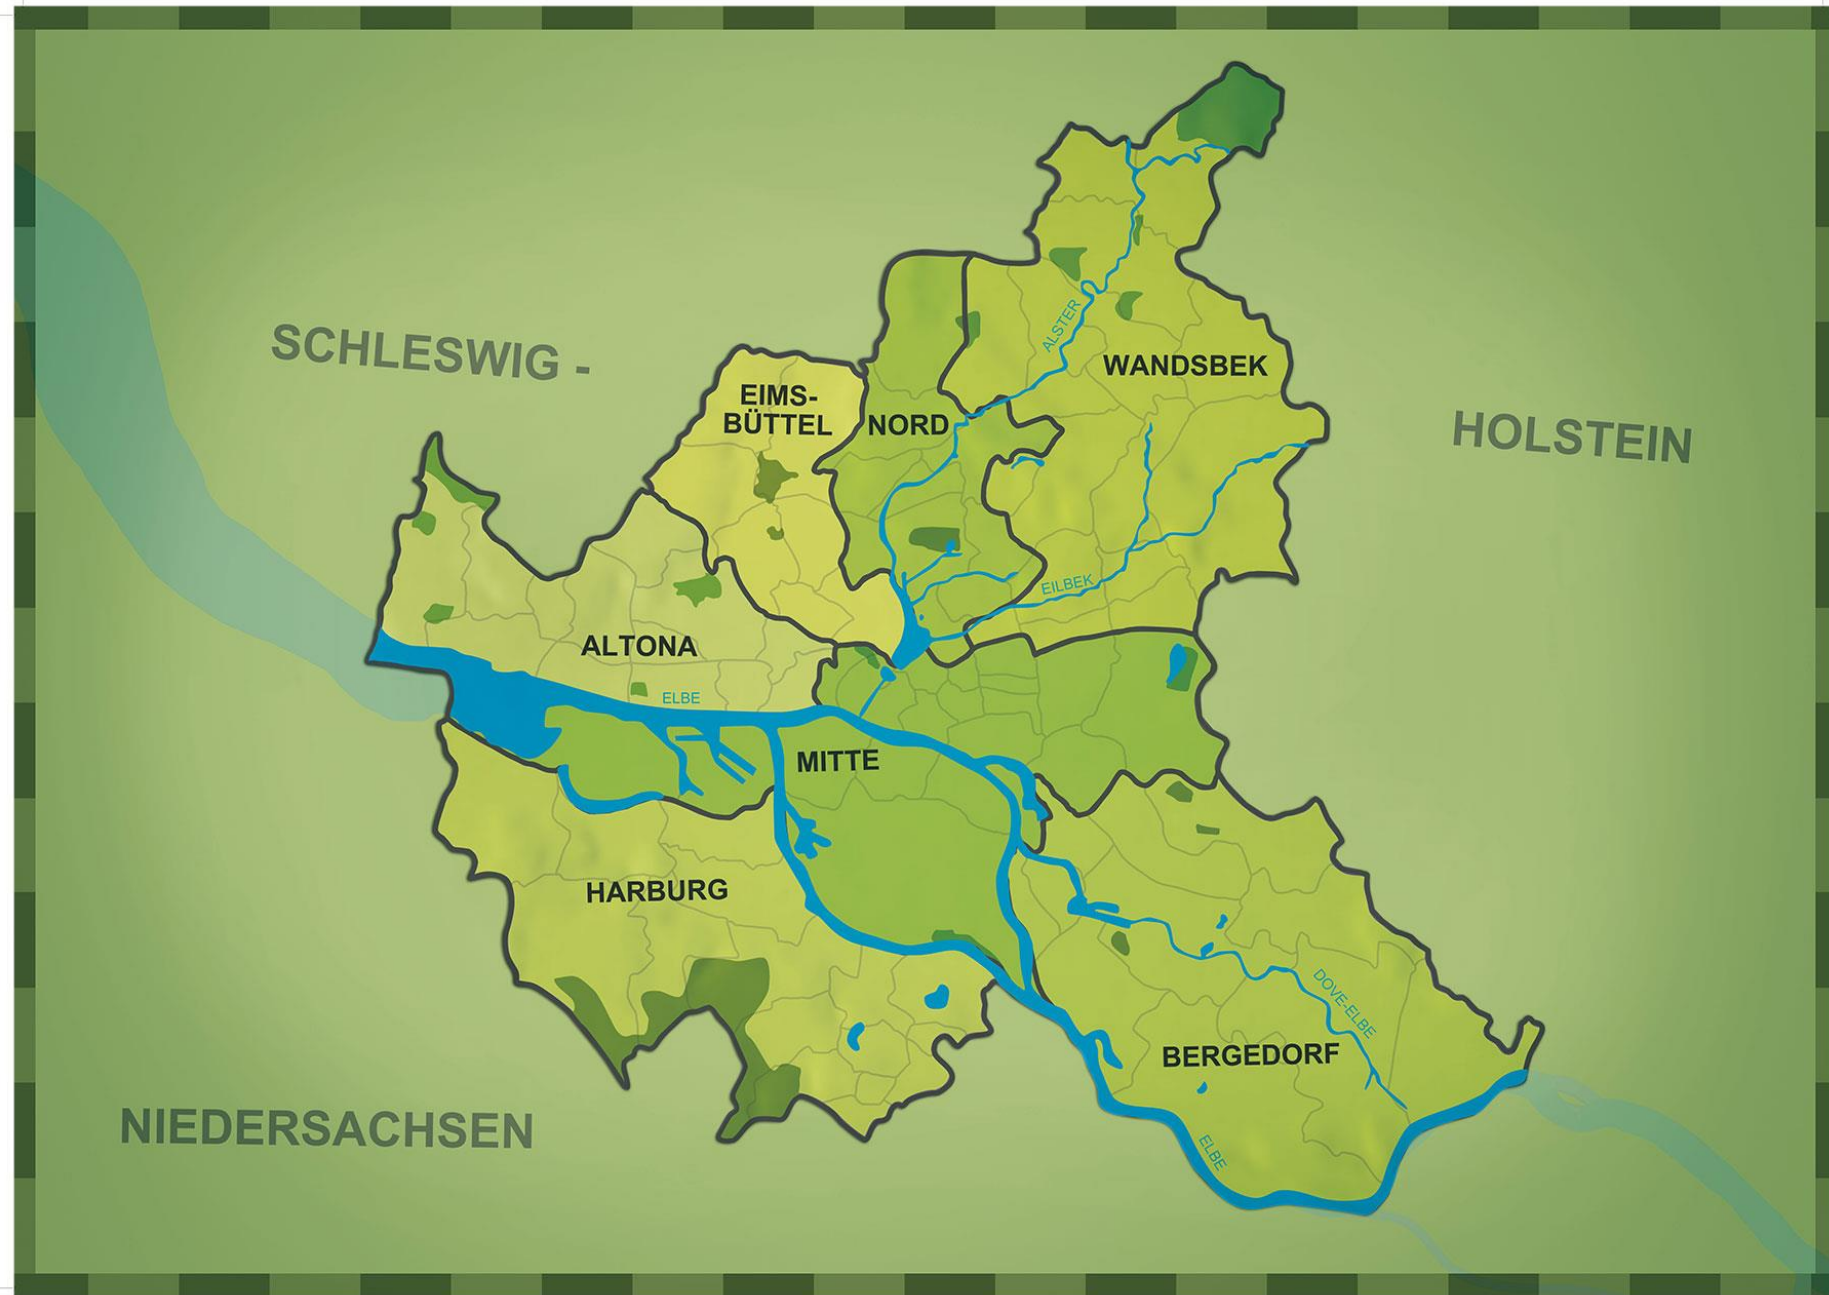 SCHLESWIG -
HOLSTEIN
WANDSBEK
ALSTER
EIMS-
BÜTTEL
NORD
EILBEK
ALTONA
ELBE
MITTE
HARBURG
DOVE-ELBE
BERGEDORF
ELBE
NIEDERSACHSEN